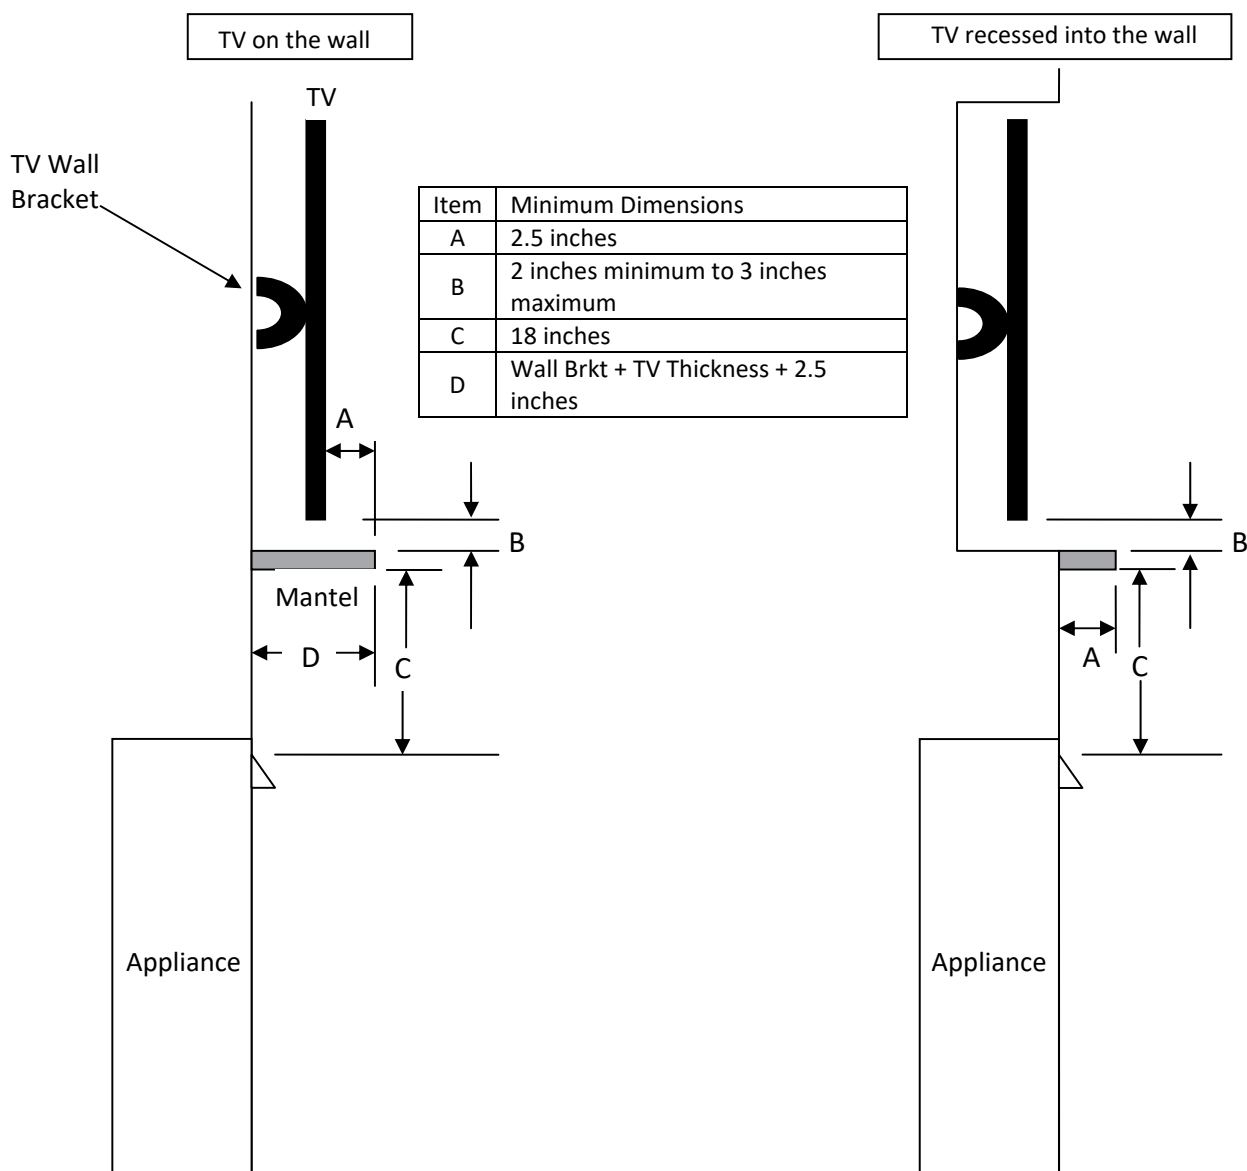 TV on the wall
TV recessed into the wall
TV
TV Wall
Bracket
Item Minimum Dimensions
A 2.5 inches
B 2 inches minimum to 3 inches
maximum
C 18 inches
D Wall Brkt + TV Thickness + 2.5
inches
A
B
Mantel
D
C
Appliance
B
A
C
Appliance